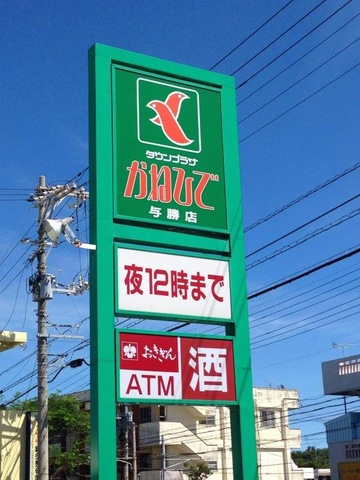 タウンプラザ
かねひで
与勝店
夜12時まで
おきぎん
ATM
酒